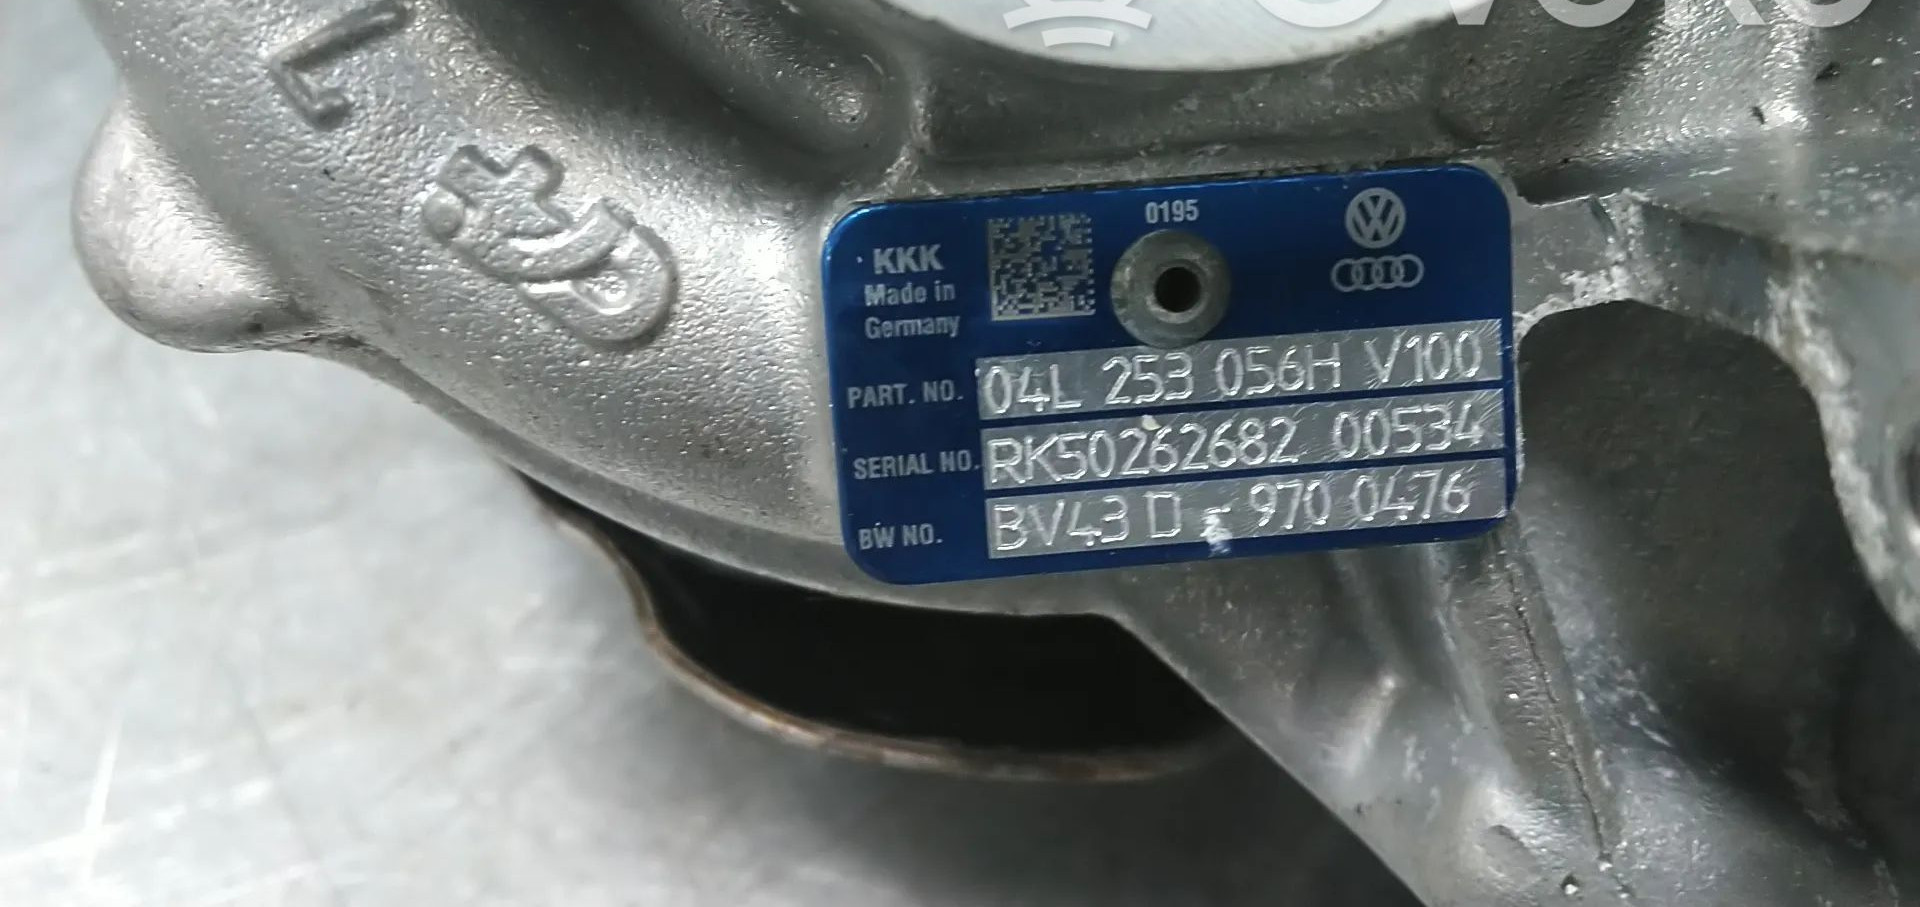 0195
KKK
Made in
Germany
PART. NO. 04L 253 056H V100
SERIAL NO. RK50262682 00534
BW NO. BV43 D - 970 0476